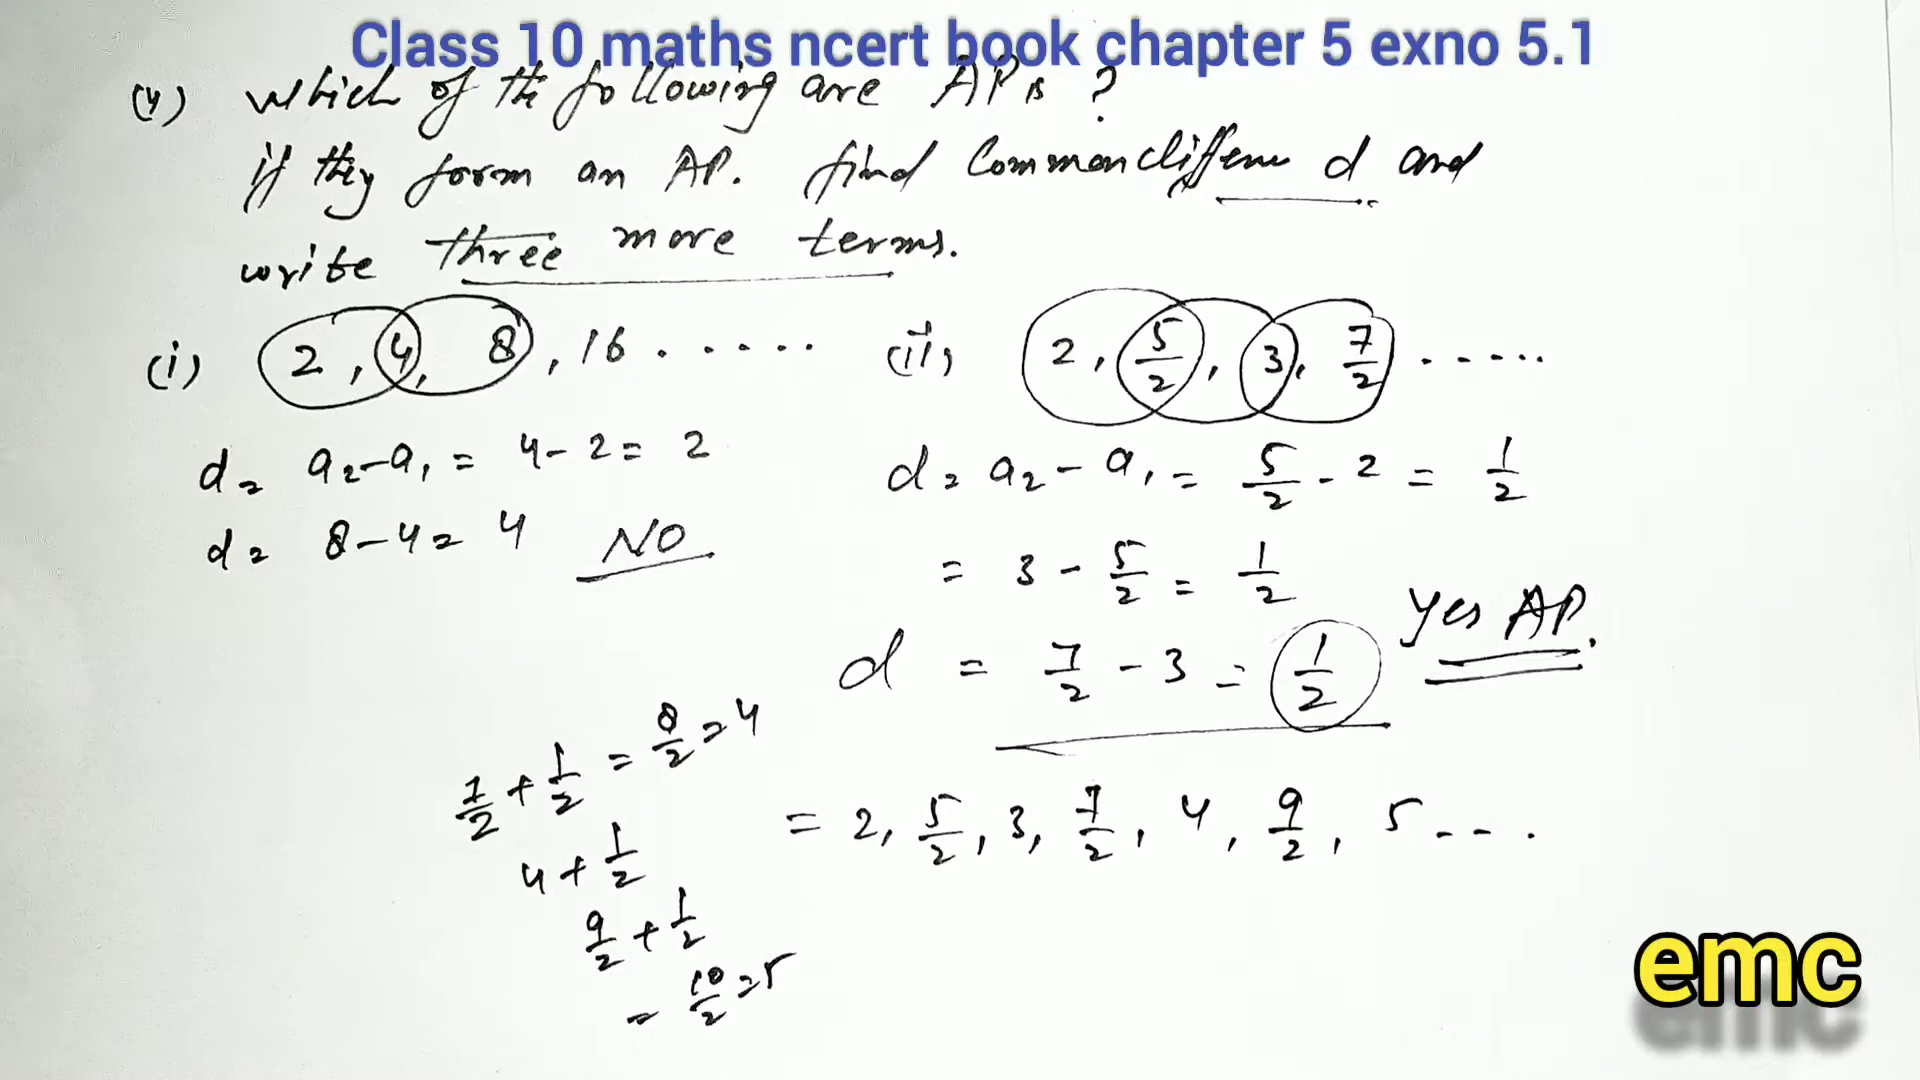 Class 10 maths ncert book chapter 5 exno 5.1
(4) which of the following are APs ?
if they form an AP. find Common differenc d and
write three more terms.
(i) 2, 4, 8, 16 ......
d = a2-a1 = 4-2 = 2
d = 8-4 = 4 NO
(ii) 2, 5/2, 3, 7/2 .....
d = a2 - a1 = 5/2 - 2 = 1/2
= 3 - 5/2 = 1/2
d = 7/2 - 3 = 1/2
Yes AP.
7/2 + 1/2 = 8/2 = 4
4 + 1/2
9/2 + 1/2
= 10/2 = 5
= 2, 5/2, 3, 7/2, 4, 9/2, 5 ---.
emc